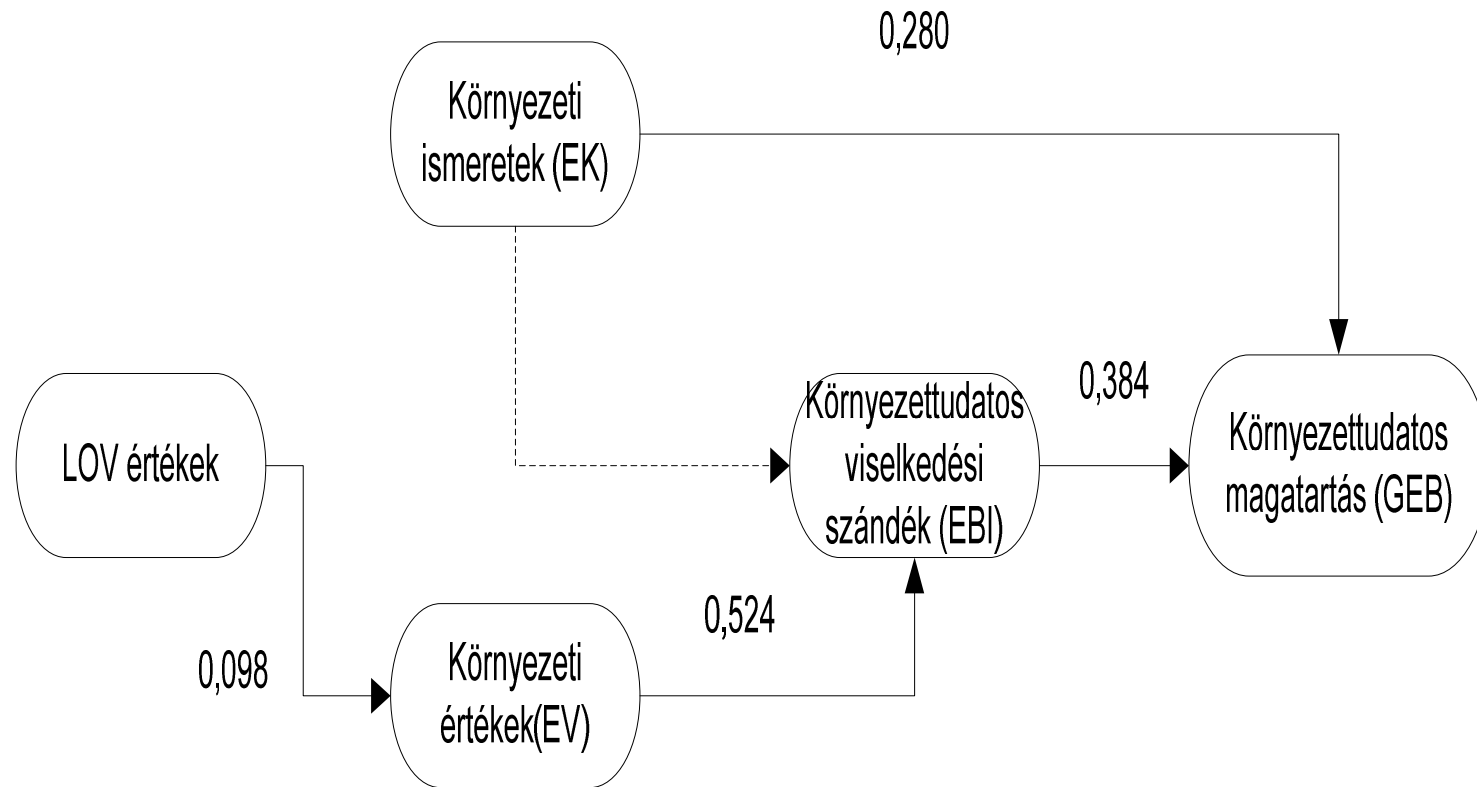 0,280
Környezeti
ismeretek (EK)
0,384
Környezettudatos
viselkedési
szándék (EBI)
Környezettudatos
magatartás (GEB)
LOV értékek
0,524
0,098
Környezeti
értékek(EV)